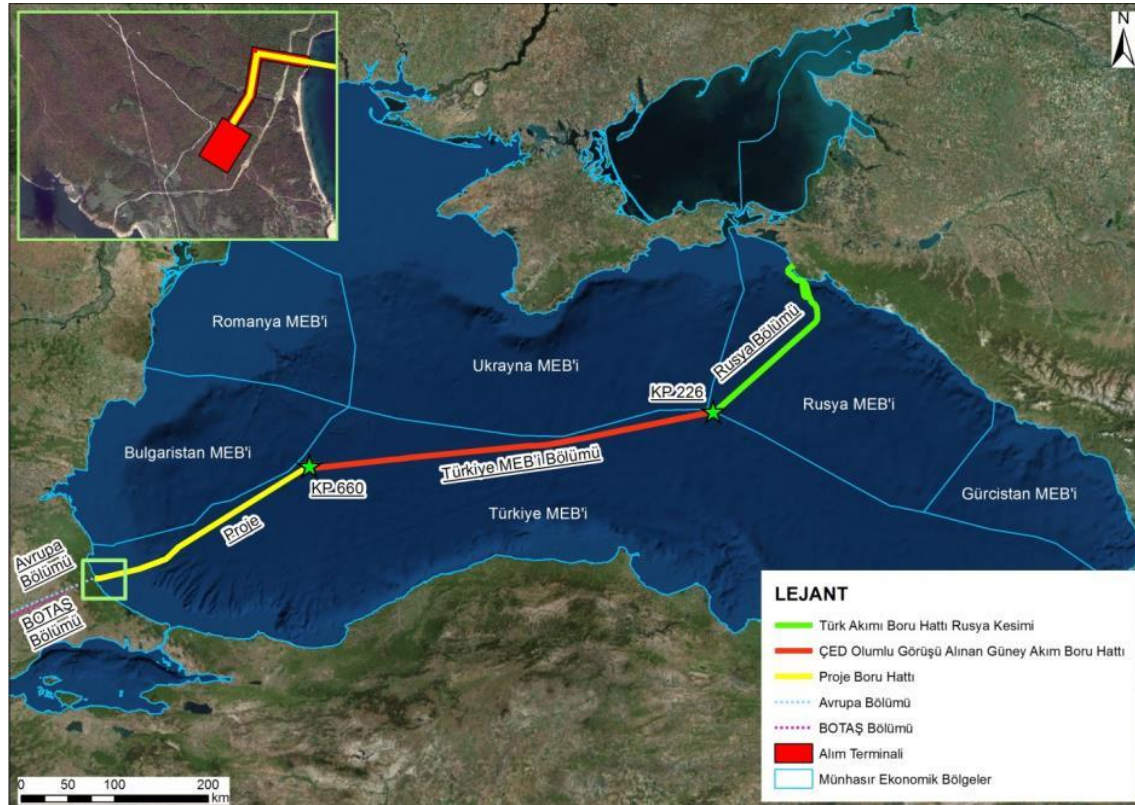 N
Romanya MEB'i
Ukrayna MEB'i
Rusya Bölümü
KP 226
Rusya MEB'i
Bulgaristan MEB'i
Türkiye MEB'i Bölümü
KP 660
Gürcistan MEB'i
Türkiye MEB'i
Proje
Avrupa
Bölümü
BOTAŞ
Bölümü
LEJANT
Türk Akımı Boru Hattı Rusya Kesimi
ÇED Olumlu Görüşü Alınan Güney Akım Boru Hattı
Proje Boru Hattı
Avrupa Bölümü
BOTAŞ Bölümü
Alım Terminali
Münhasır Ekonomik Bölgeler
0 50 100 200
km